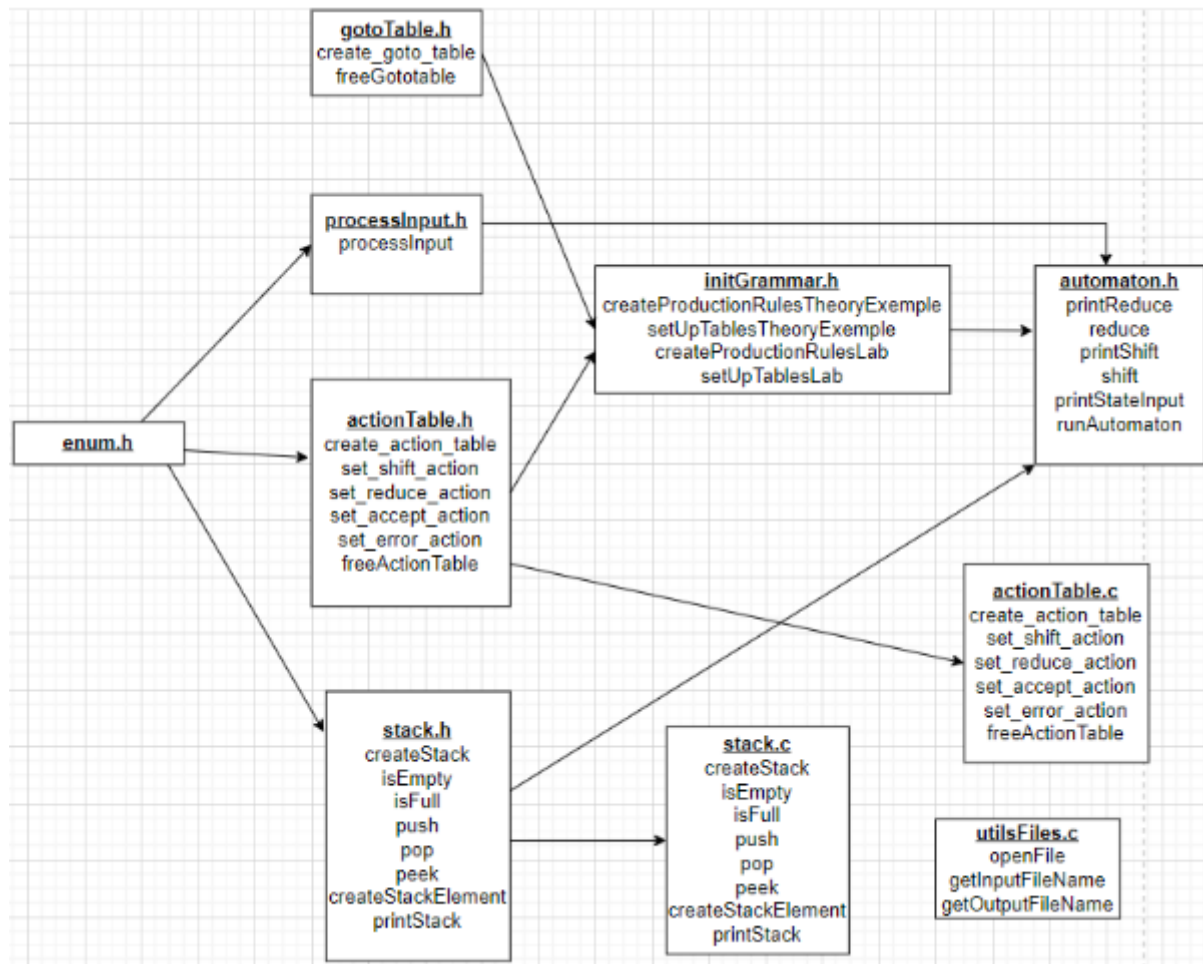 gotoTable.h
create_goto_table
freeGototable
processInput.h
processInput
initGrammar.h
createProductionRulesTheoryExemple
setUpTablesTheoryExemple
createProductionRulesLab
setUpTablesLab
automaton.h
printReduce
reduce
printShift
shift
printStateInput
runAutomaton
enum.h
actionTable.h
create_action_table
set_shift_action
set_reduce_action
set_accept_action
set_error_action
freeActionTable
actionTable.c
create_action_table
set_shift_action
set_reduce_action
set_accept_action
set_error_action
freeActionTable
stack.h
createStack
isEmpty
isFull
push
pop
peek
createStackElement
printStack
stack.c
createStack
isEmpty
isFull
push
pop
peek
createStackElement
printStack
utilsFiles.c
openFile
getInputFileName
getOutputFileName